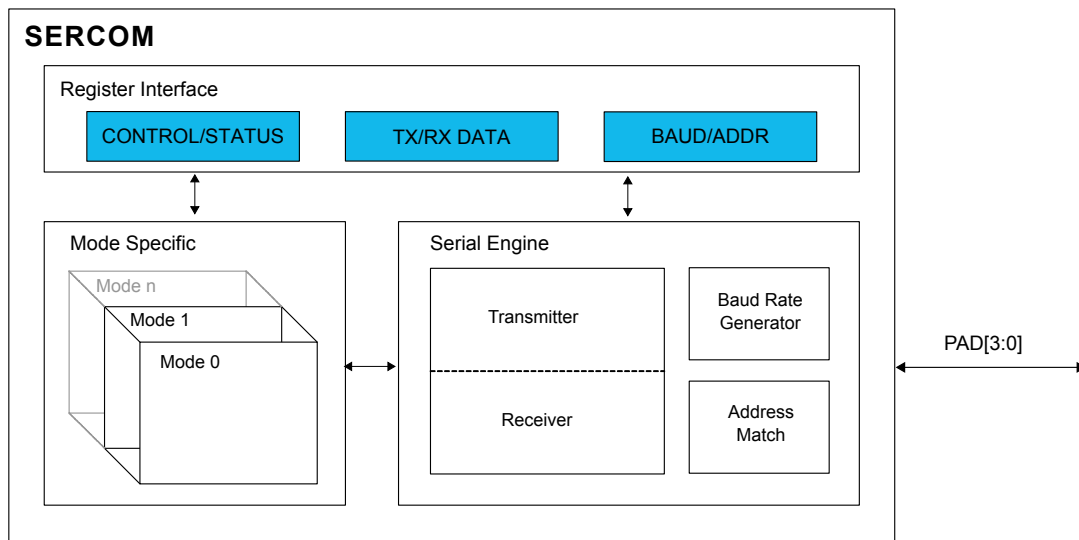 SERCOM
Register Interface
CONTROL/STATUS
TX/RX DATA
BAUD/ADDR
Mode Specific
Mode n
Mode 1
Mode 0
Serial Engine
Transmitter
Receiver
Baud Rate
Generator
Address
Match
PAD[3:0]